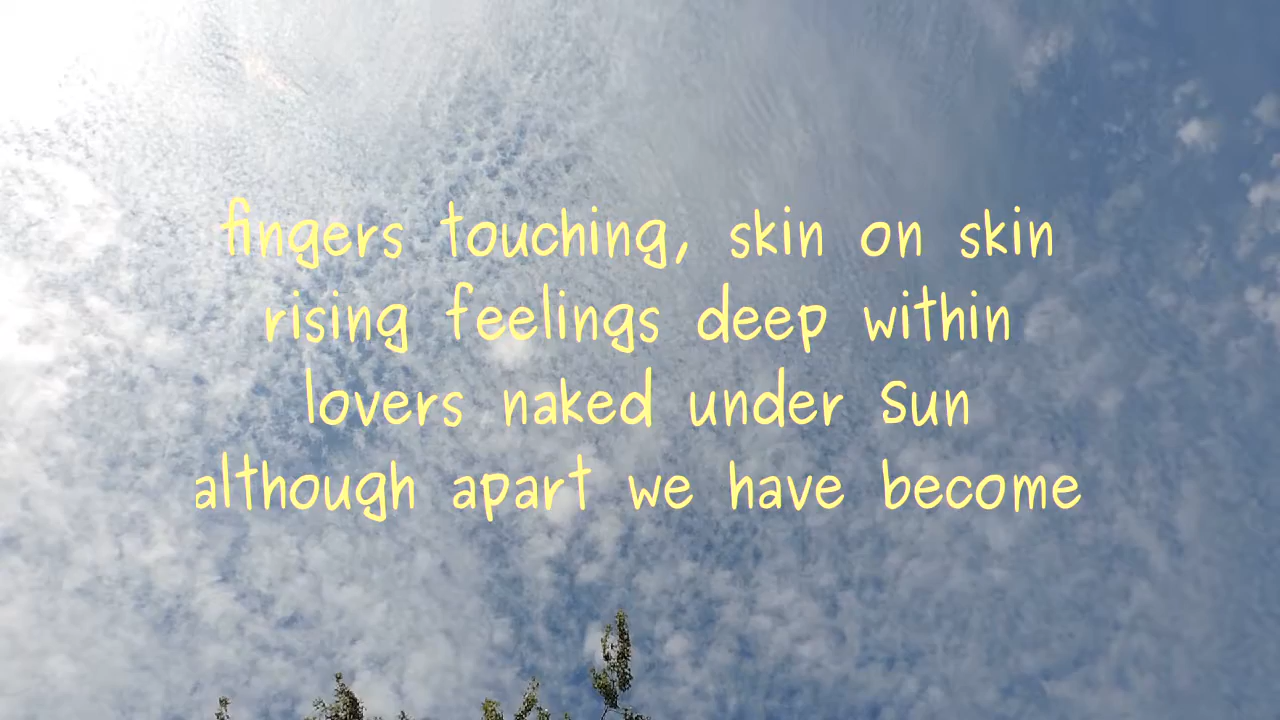 fingers touching, skin on skin
rising feelings deep within
lovers naked under Sun
although apart we have become